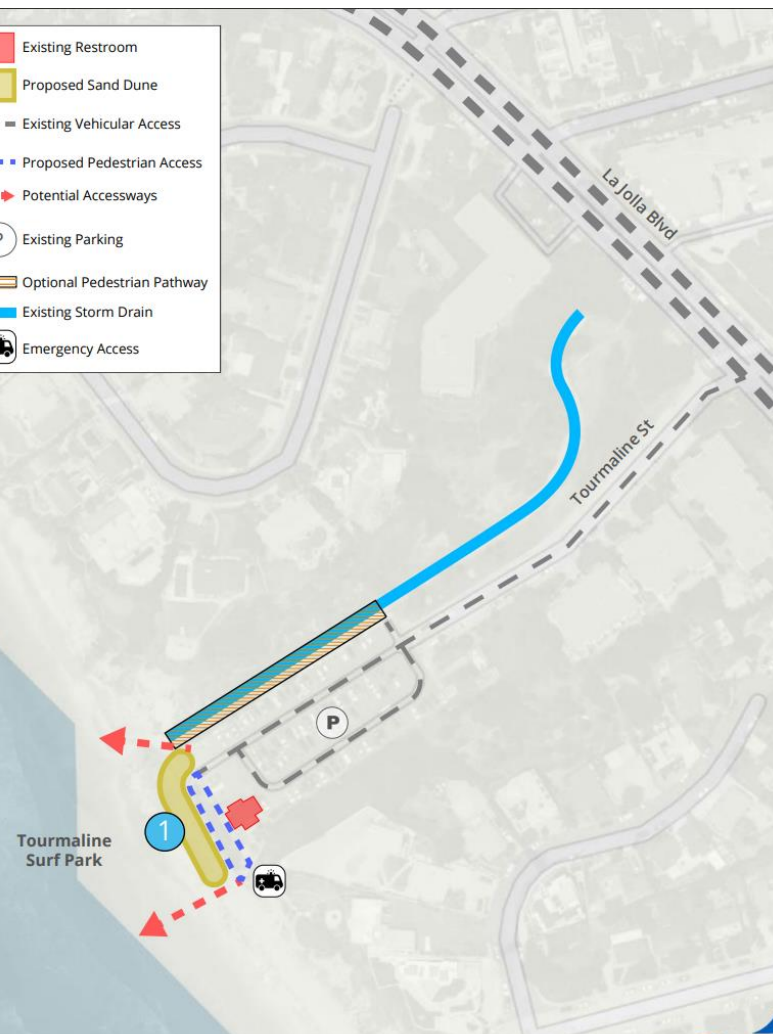 Existing Restroom
Proposed Sand Dune
Existing Vehicular Access
Proposed Pedestrian Access
Potential Accessways
P Existing Parking
Optional Pedestrian Pathway
Existing Storm Drain
Emergency Access
La Jolla Blvd
Tourmaline St
P
1
Tourmaline
Surf Park